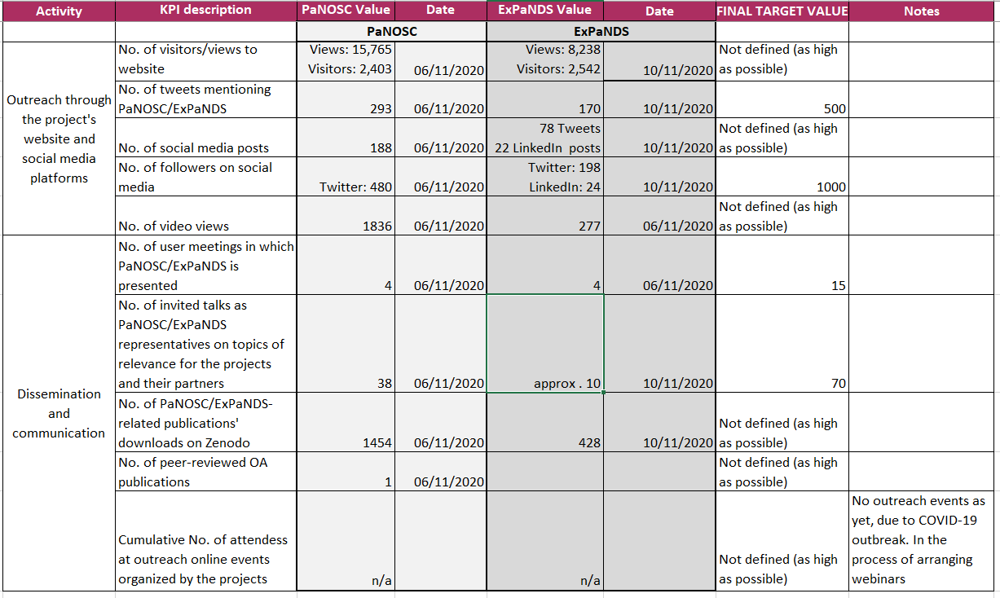 Activity
KPI description
PaNOSC Value
Date
ExPaNDS Value
Date
FINAL TARGET VALUE
Notes
PaNOSC
ExPaNDS
Outreach through
the project's
website and
social media
platforms
No. of visitors/views to
website
Views: 15,765
Visitors: 2,403
06/11/2020
Views: 8,238
Visitors: 2,542
10/11/2020
Not defined (as high
as possible)
No. of tweets mentioning
PaNOSC/ExPaNDS
293
06/11/2020
170
10/11/2020
500
No. of social media posts
188
06/11/2020
78 Tweets
22 LinkedIn  posts
10/11/2020
Not defined (as high
as possible)
No. of followers on social
media
Twitter: 480
06/11/2020
Twitter: 198
LinkedIn: 24
10/11/2020
1000
No. of video views
1836
06/11/2020
277
06/11/2020
Not defined (as high
as possible)
Dissemination
and
communication
No. of user meetings in which
PaNOSC/ExPaNDS is
presented
4
06/11/2020
4
06/11/2020
15
No. of invited talks as
PaNOSC/ExPaNDS
representatives on topics of
relevance for the projects
and their partners
38
06/11/2020
approx . 10
10/11/2020
70
No. of PaNOSC/ExPaNDS-
related publications'
downloads on Zenodo
1454
06/11/2020
428
10/11/2020
Not defined (as high
as possible)
No. of peer-reviewed OA
publications
1
06/11/2020
Not defined (as high
as possible)
Cumulative No. of attendess
at outreach online events
organized by the projects
n/a
n/a
Not defined (as high
as possible)
No outreach events as
yet, due to COVID-19
outbreak. In the
process of arranging
webinars